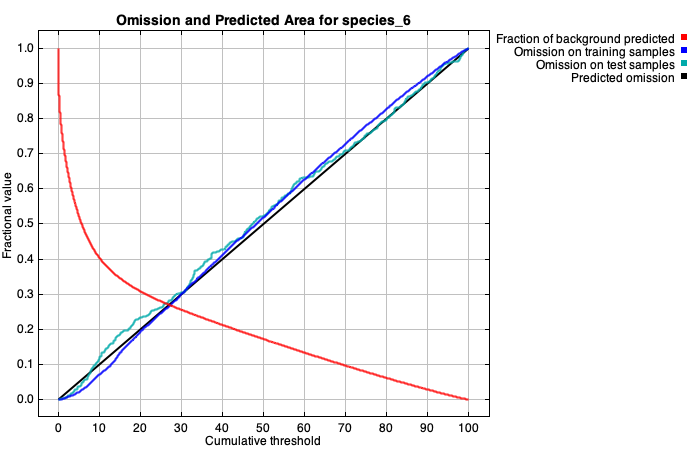 Omission and Predicted Area for species_6
Fraction of background predicted
Omission on training samples
Omission on test samples
Predicted omission
Fractional value
1.0
0.9
0.8
0.7
0.6
0.5
0.4
0.3
0.2
0.1
0.0
0 10 20 30 40 50 60 70 80 90 100
Cumulative threshold